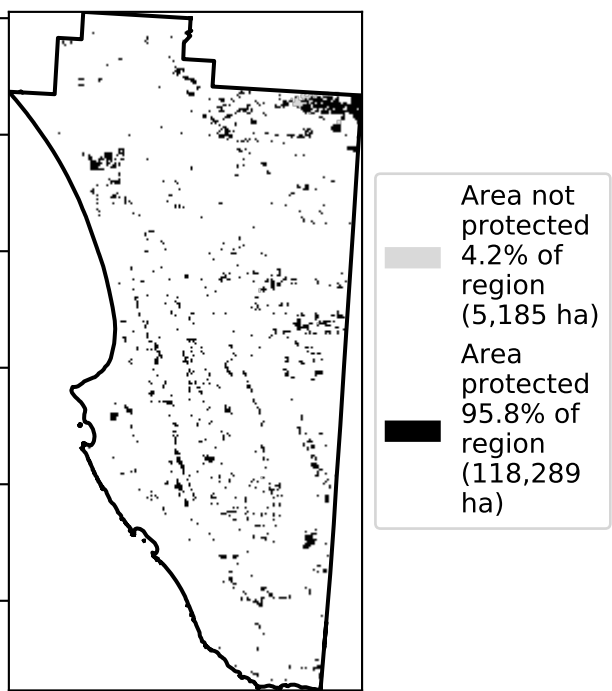 Area not
protected
4.2% of
region
(5,185 ha)
Area
protected
95.8% of
region
(118,289
ha)